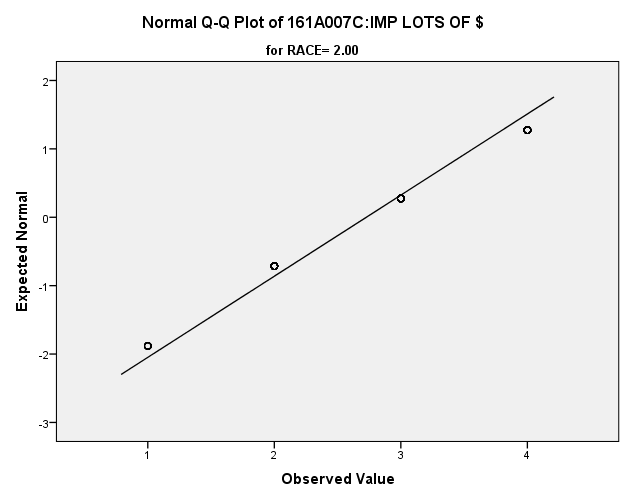 Normal Q-Q Plot of 161A007C:IMP LOTS OF $
for RACE= 2.00
2
1
0
-1
-2
-3
Expected Normal
1 2 3 4
Observed Value